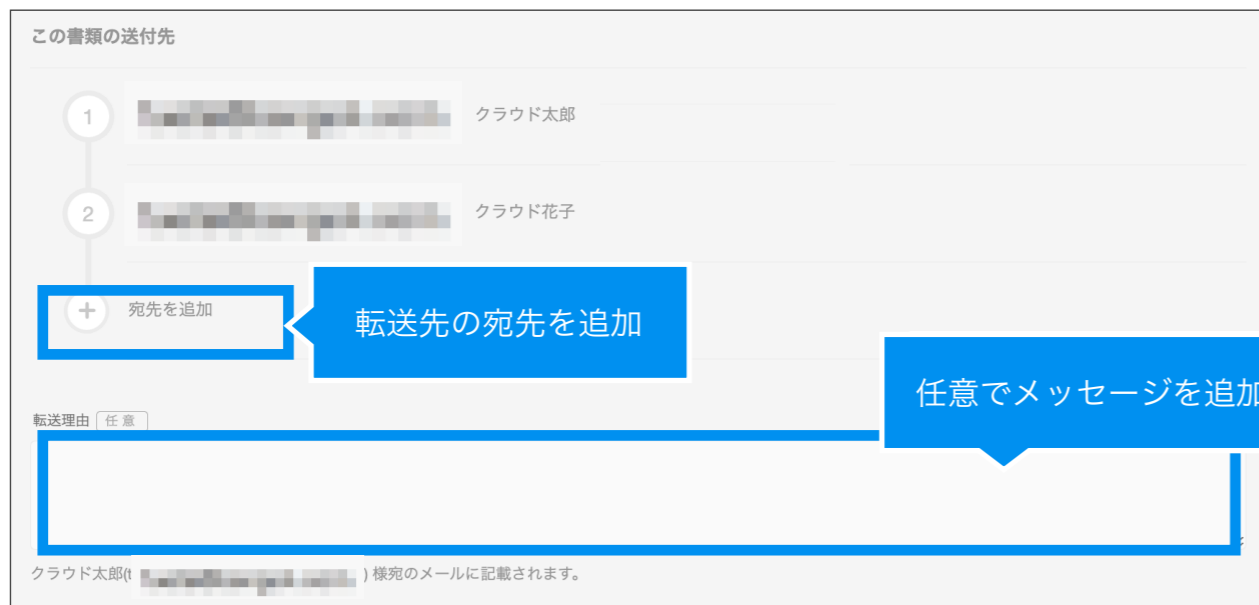 この書類の送付先
1
クラウド太郎
2
クラウド花子
+ 宛先を追加
転送先の宛先を追加
任意でメッセージを追加
転送理由 任意
クラウド太郎(t ) 様宛のメールに記載されます。